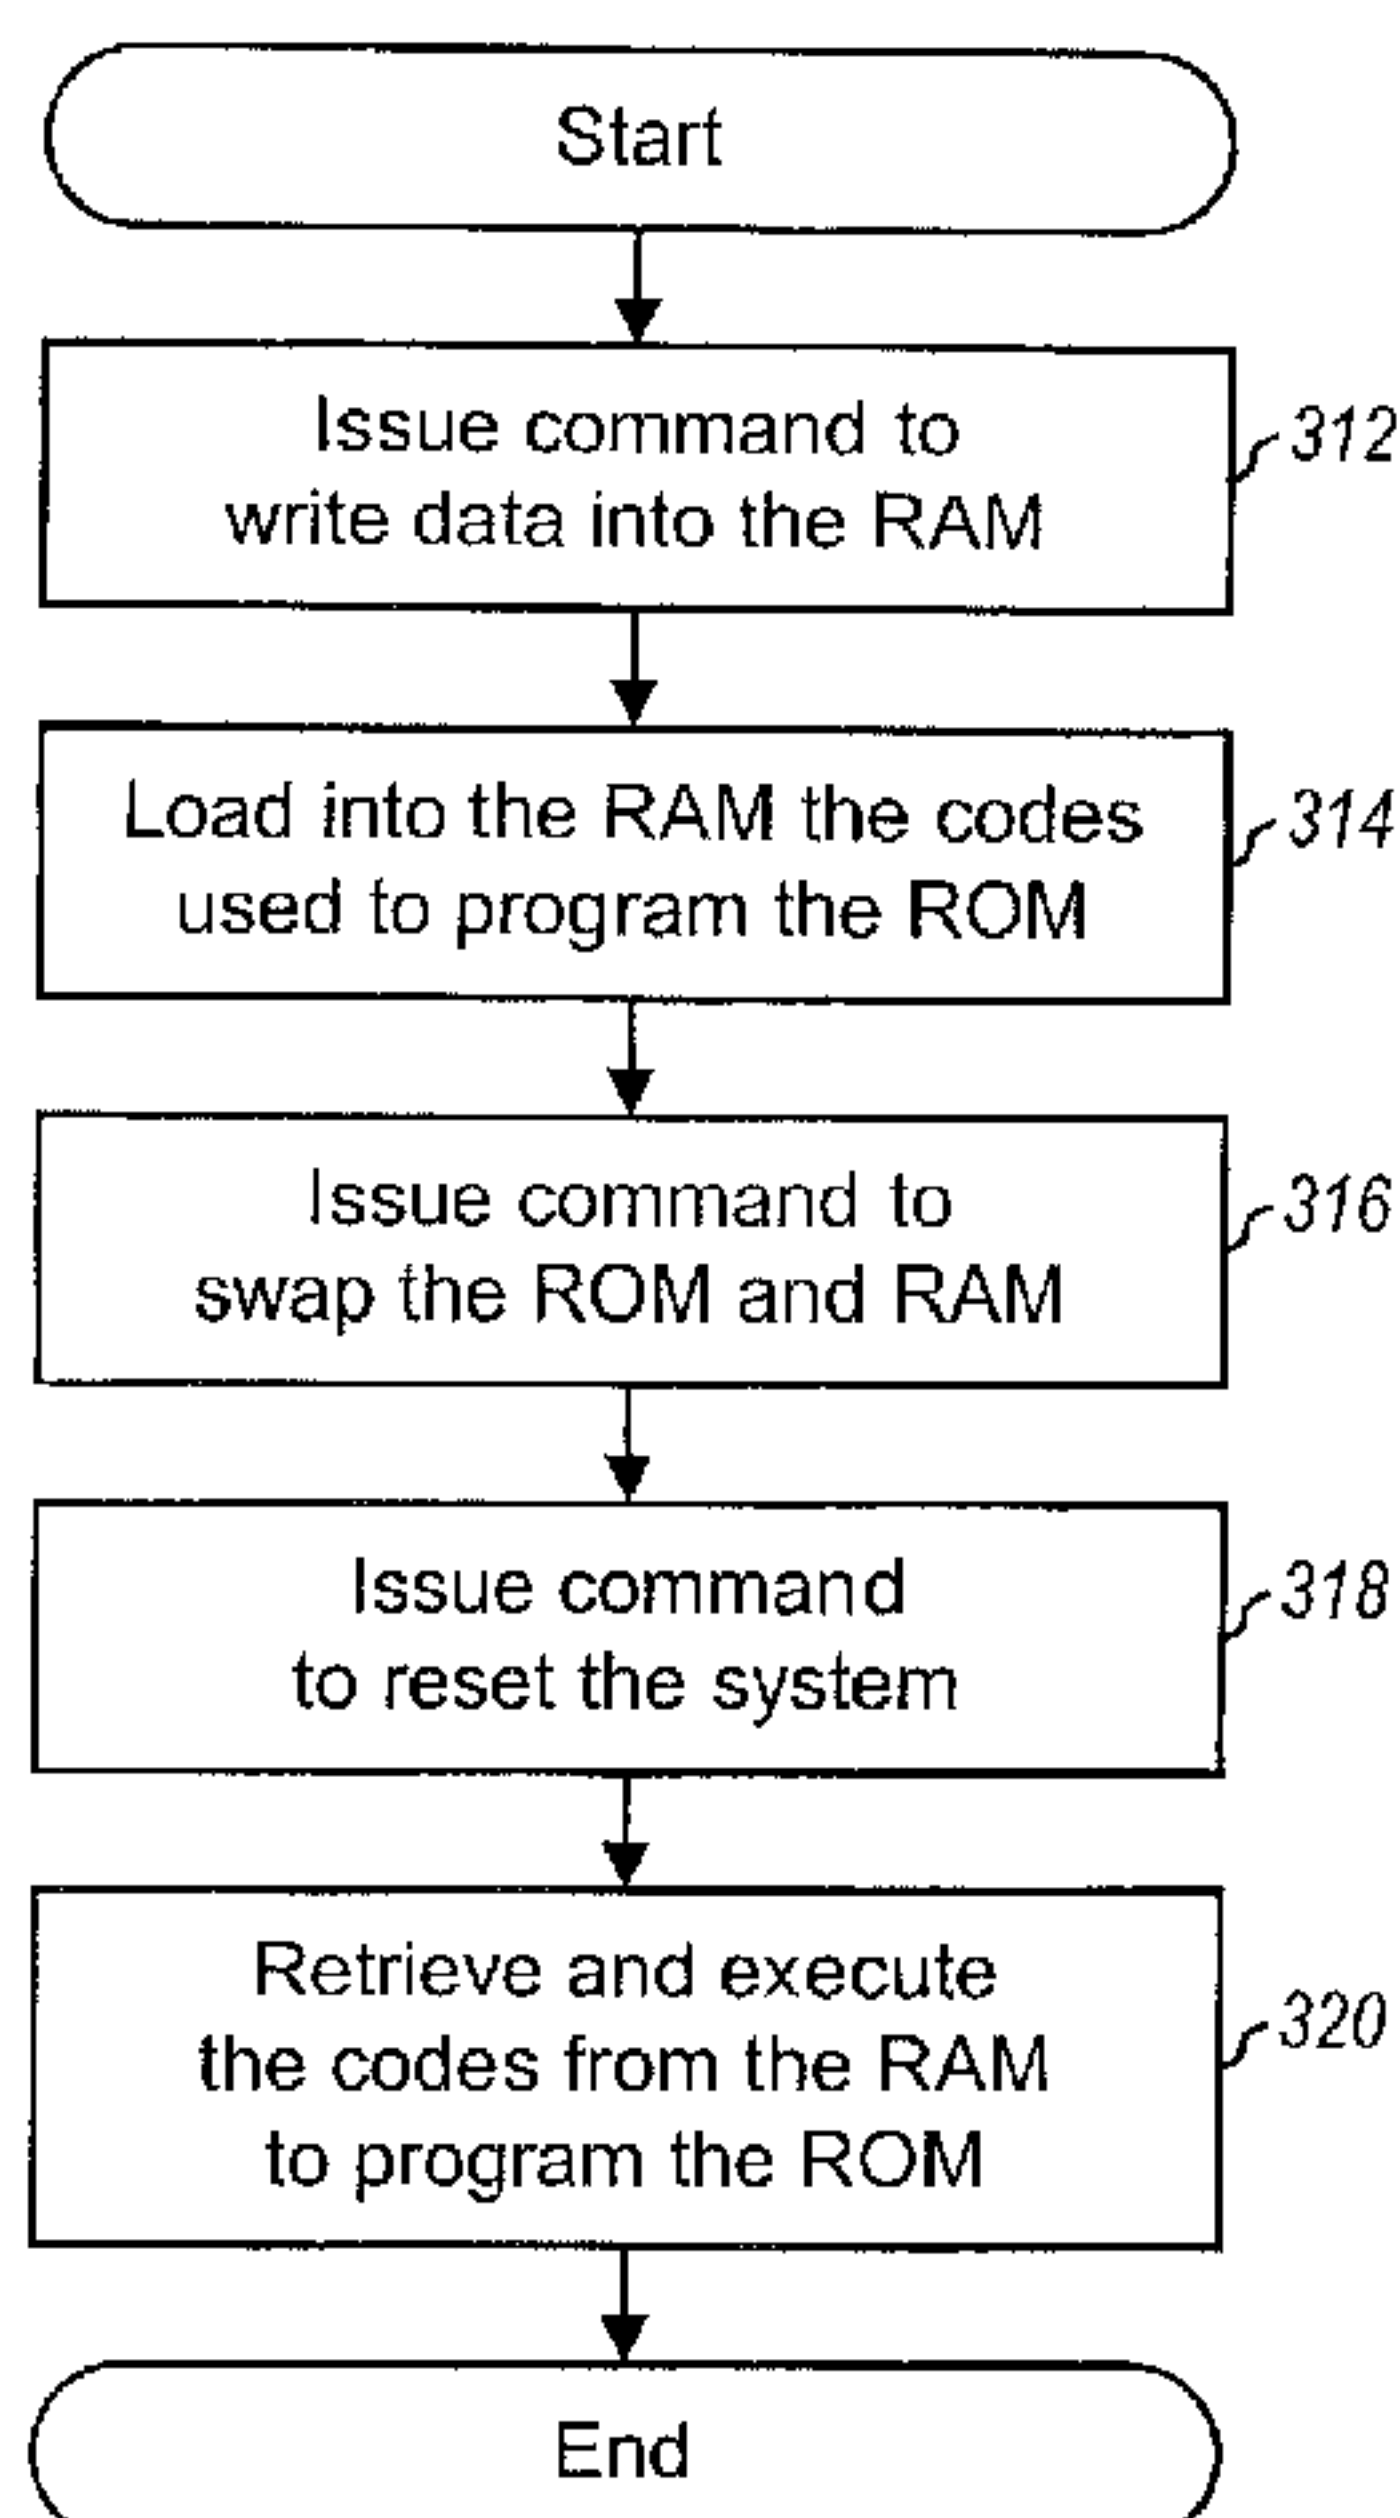 Start
Issue command to
write data into the RAM
312
Load into the RAM the codes
used to program the ROM
314
Issue command to
swap the ROM and RAM
316
Issue command
to reset the system
318
Retrieve and execute
the codes from the RAM
to program the ROM
320
End